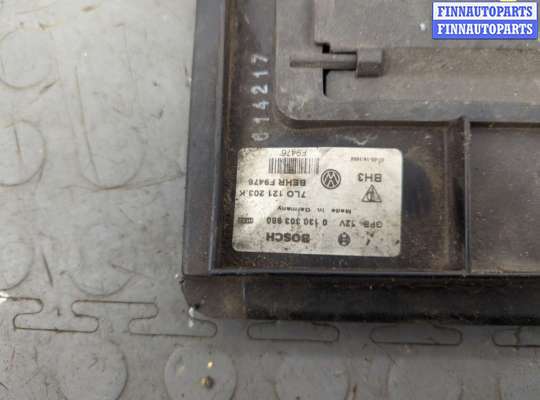 FINNAUTOPARTS
FINNAUTOPARTS
014217
BOSCH
GPB 12V 0 130 303 980
Made in Germany
7L0 121 203 K
BEHR F9476
BH3
F9476